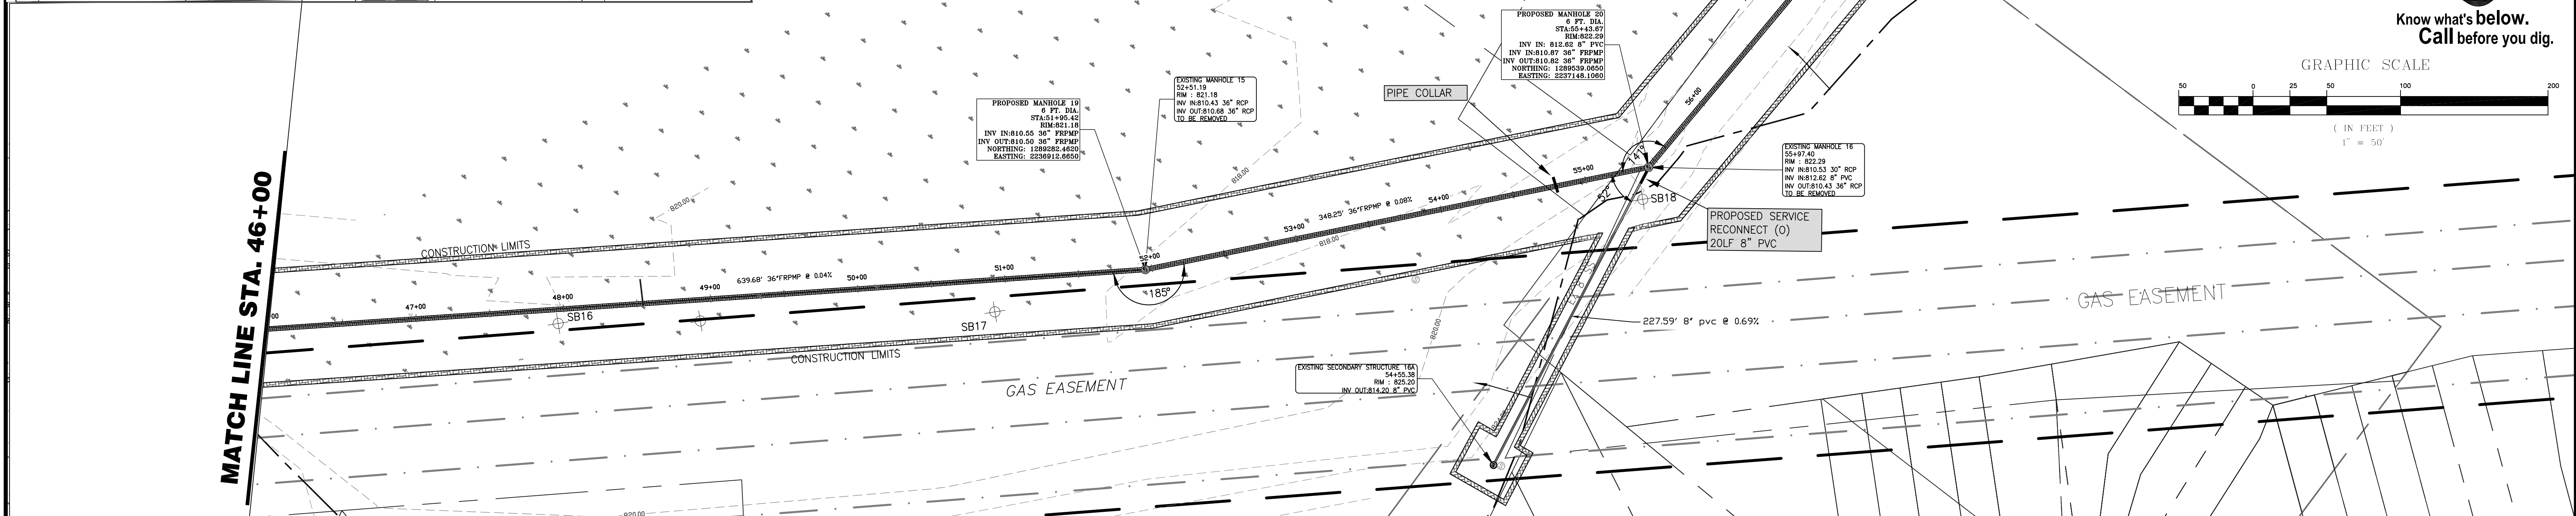 Know what's below.
Call before you dig.
GRAPHIC SCALE
50 0 25 50 100 200
( IN FEET )
1" = 50'
PROPOSED MANHOLE 20
6 FT. DIA.
STA:55+43.67
RIM:822.29
INV IN: 812.62 8" PVC
INV IN:810.87 36" FRPMP
INV OUT:810.82 36" FRPMP
NORTHING: 1289539.0650
EASTING: 2237148.1060
EXISTING MANHOLE 15
52+51.19
RIM : 821.18
INV IN:810.43 36" RCP
INV OUT:810.68 36" RCP
TO BE REMOVED
PIPE COLLAR
PROPOSED MANHOLE 19
6 FT. DIA.
STA:51+95.42
RIM:821.18
INV IN:810.55 36" FRPMP
INV OUT:810.50 36" FRPMP
NORTHING: 1289282.4620
EASTING: 2236912.6650
EXISTING MANHOLE 16
55+97.40
RIM : 822.29
INV IN:810.53 30" RCP
INV IN:812.62 8" PVC
INV OUT:810.43 36" RCP
TO BE REMOVED
56+00
141°
55+00
52°
54+00
53+00
52+00
51+00
50+00
49+00
48+00
47+00
00
348.25' 36"FRPMP @ 0.08%
639.68' 36"FRPMP @ 0.04%
818.00
818.00
820.00
820.00
820.00
185°
SB18
SB17
SB16
PROPOSED SERVICE
RECONNECT (O)
20LF 8" PVC
CONSTRUCTION LIMITS
CONSTRUCTION LIMITS
MATCH LINE STA. 46+00
GAS EASEMENT
GAS EASEMENT
227.59' 8" pvc @ 0.69%
EXISTING SECONDARY STRUCTURE 16A
54+55.38
RIM : 825.20
INV OUT:814.20 8" PVC